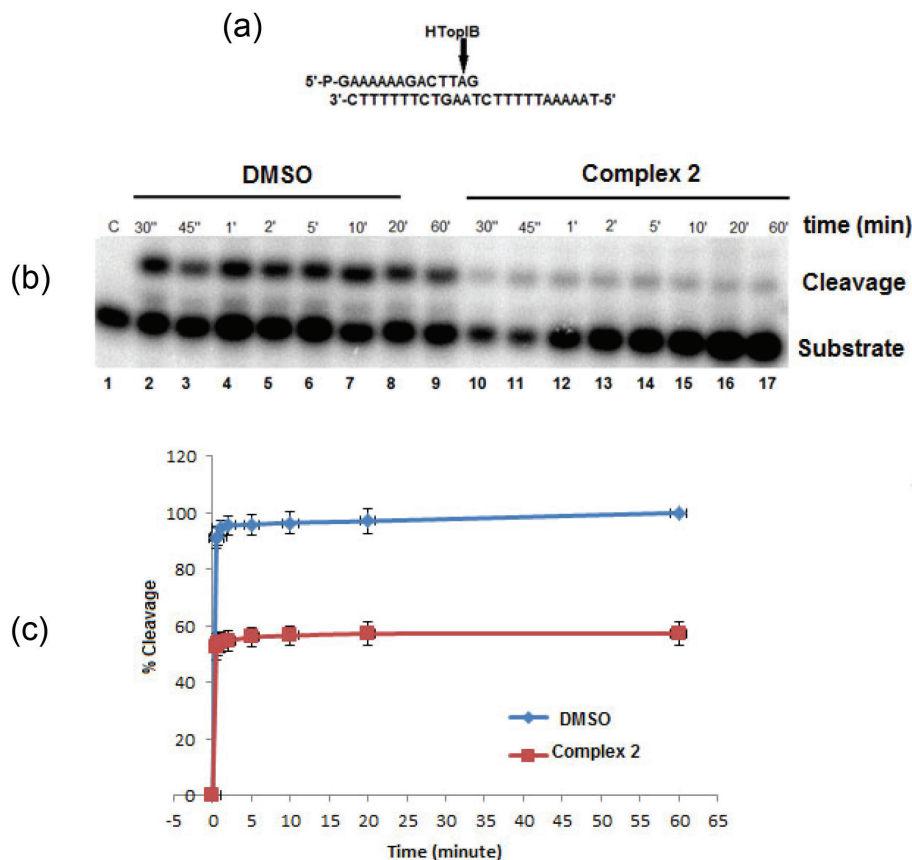 (a)
HTopIB
5'-P-GAAAAAAGACTTAG
3'-CTTTTTTCTGAATCTTTTTAAAAAT-5'
DMSO Complex 2
C 30" 45" 1' 2' 5' 10' 20' 60' 30" 45" 1' 2' 5' 10' 20' 60' time (min)
(b)
Cleavage
Substrate
1 2 3 4 5 6 7 8 9 10 11 12 13 14 15 16 17
(c)
% Cleavage
120
100
80
60
40
20
0
DMSO
Complex 2
-5 0 5 10 15 20 25 30 35 40 45 50 55 60 65
Time (minute)